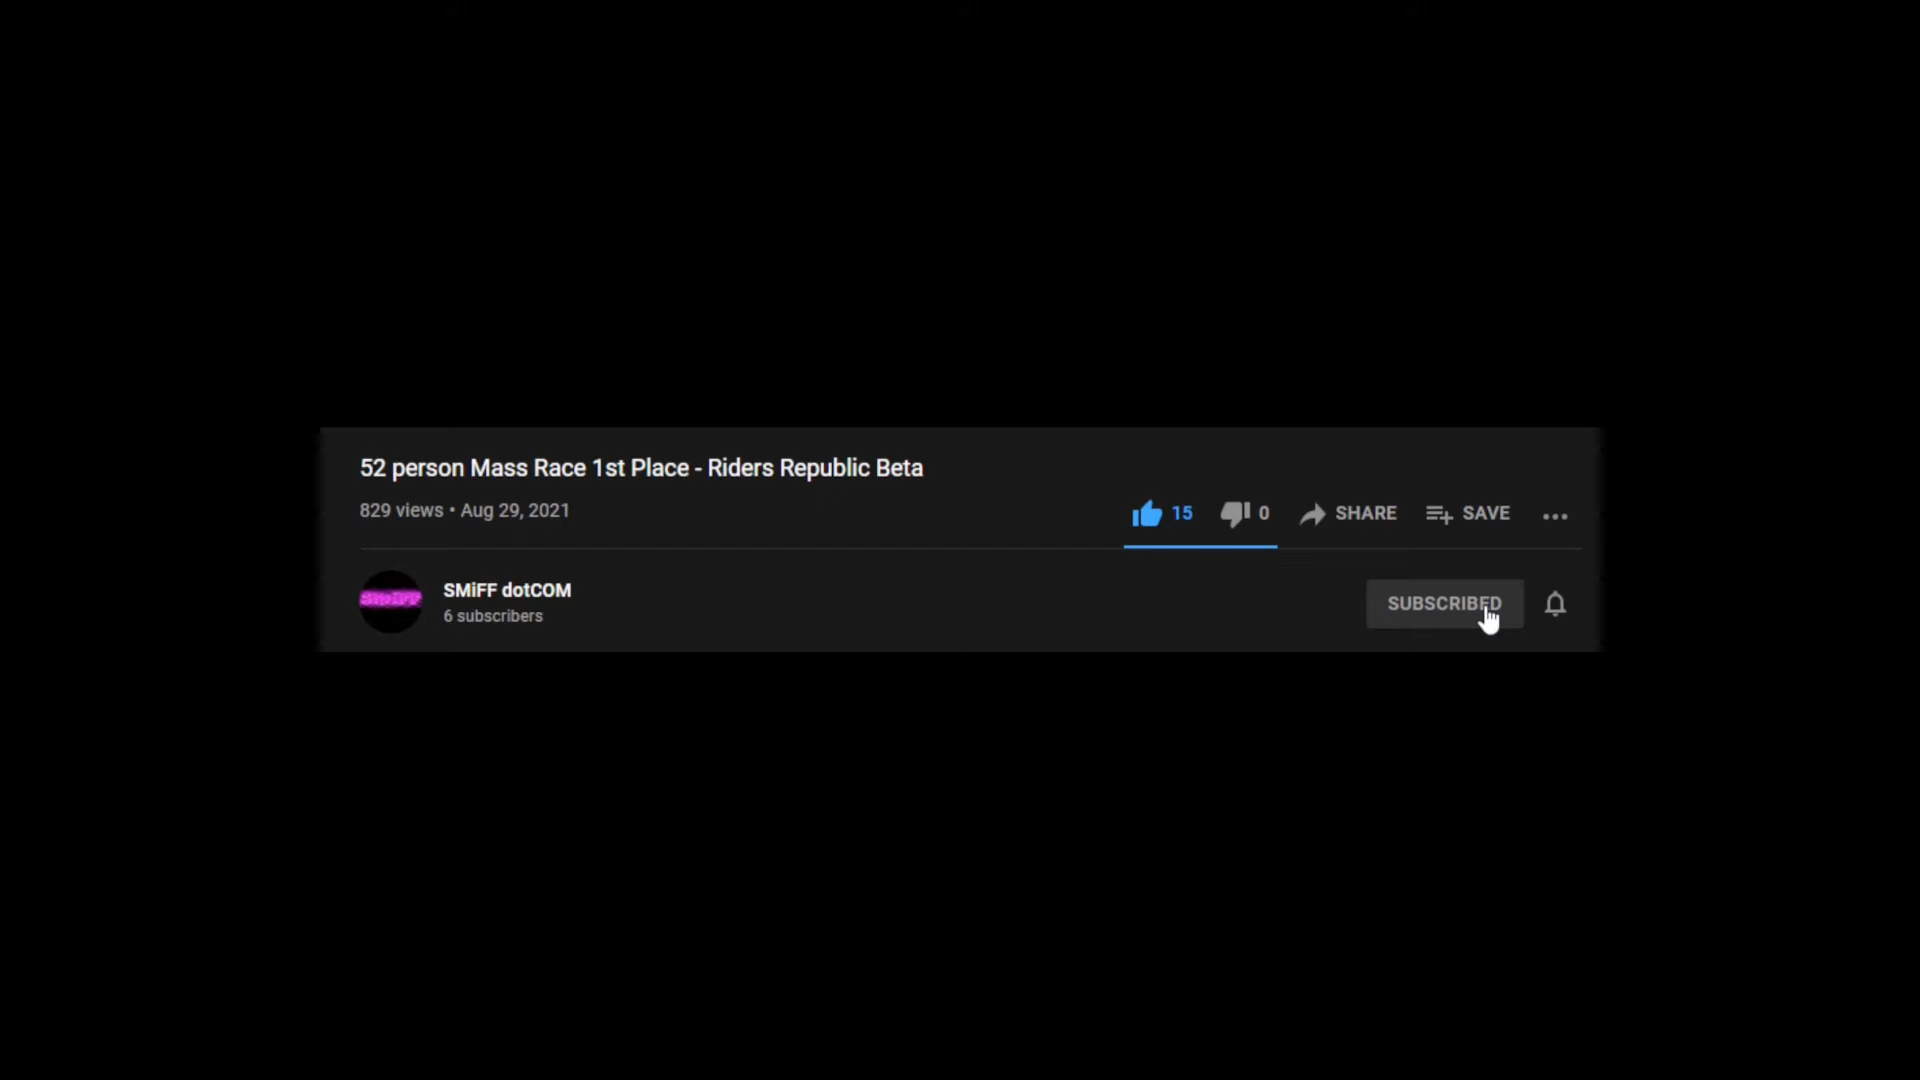 52 person Mass Race 1st Place - Riders Republic Beta
829 views • Aug 29, 2021
15 0 SHARE SAVE
SMiFF
SMiFF dotCOM
6 subscribers
SUBSCRIBED